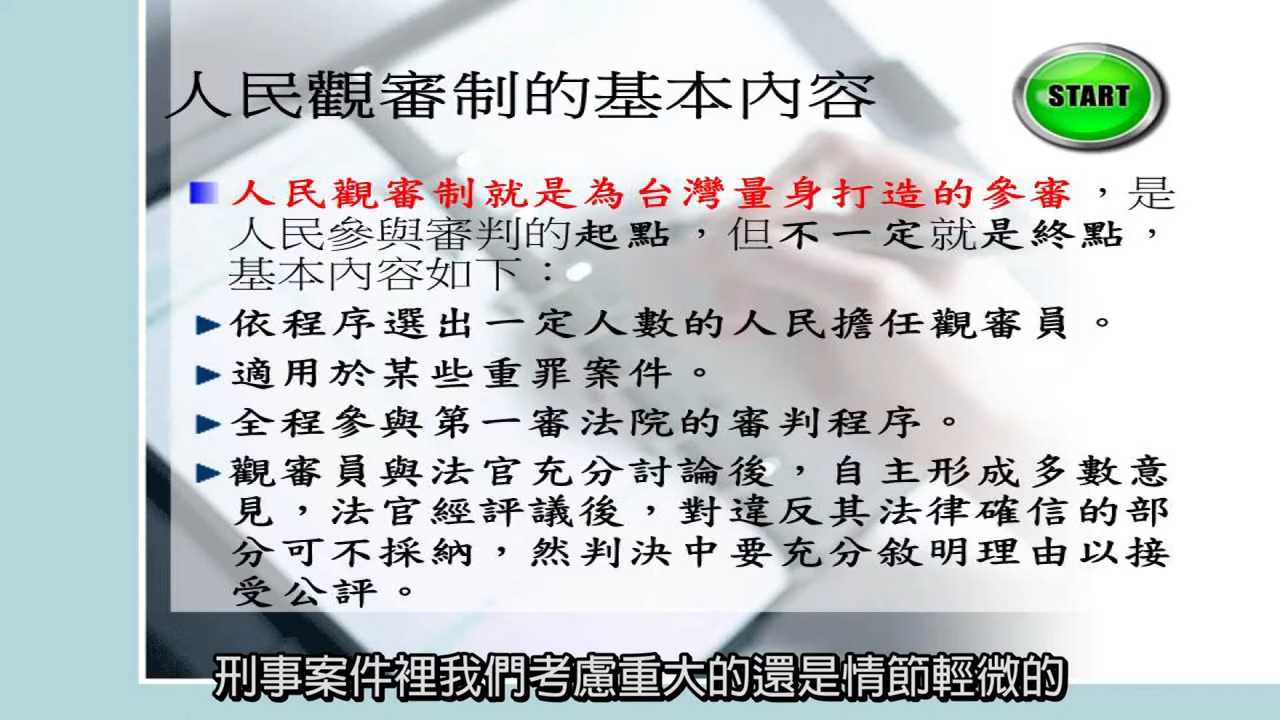 人民觀審制的基本內容
START
人民觀審制就是為台灣量身打造的參審，是
人民參與審判的起點，但不一定就是終點，
基本內容如下：
依程序選出一定人數的人民擔任觀審員。
適用於某些重罪案件。
全程參與第一審法院的審判程序。
觀審員與法官充分討論後，自主形成多數意
見，法官經評議後，對違反其法律確信的部
分可不採納，然判決中要充分敘明理由以接
受公評。
刑事案件裡我們考慮重大的還是情節輕微的